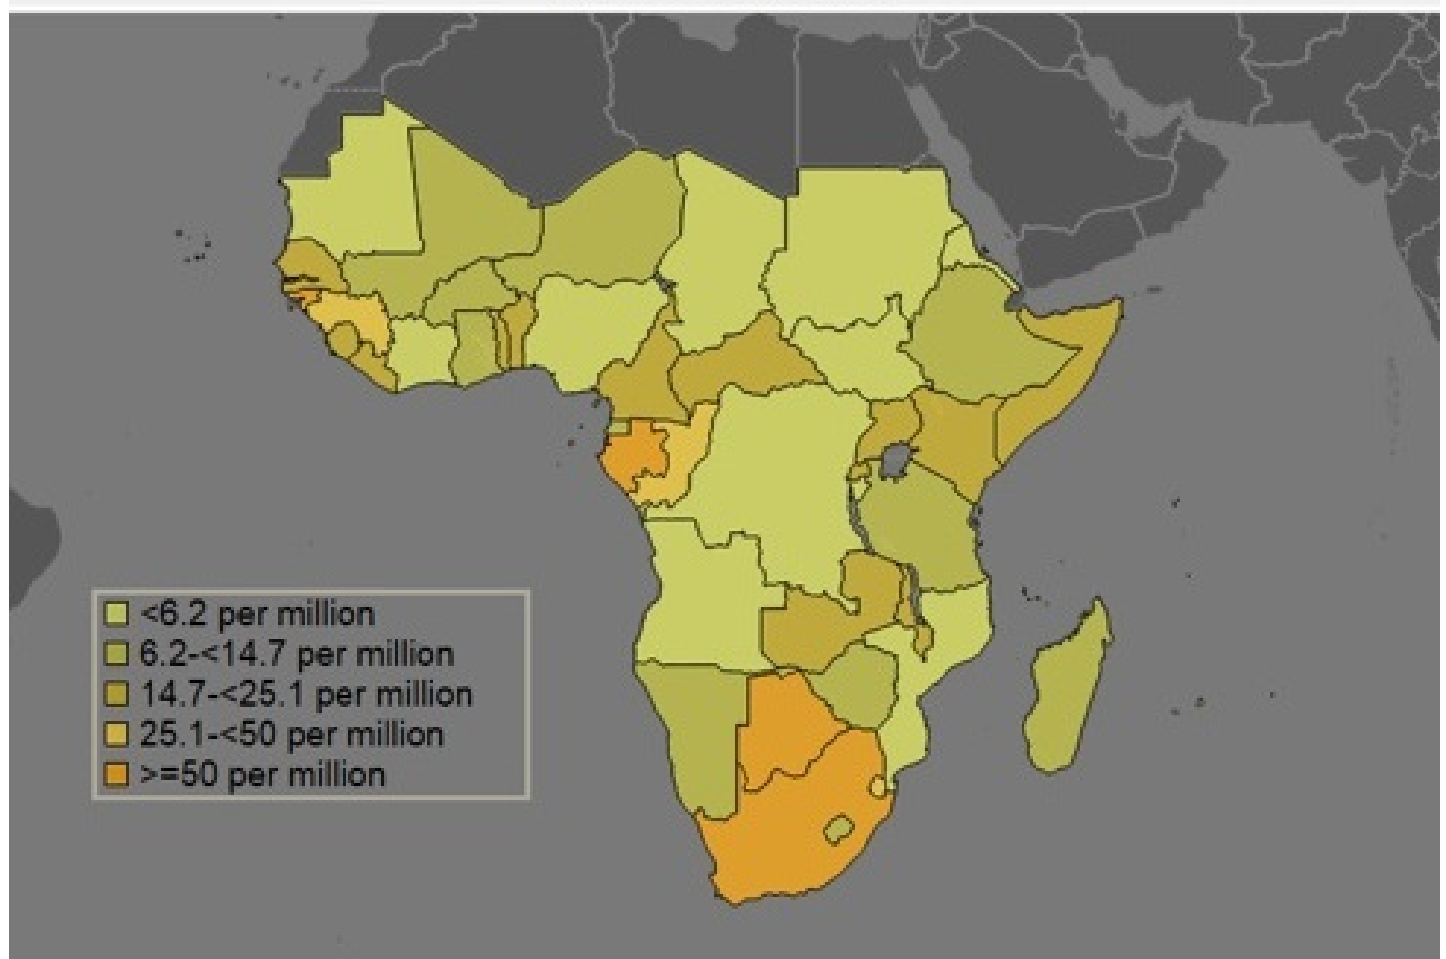 <6.2 per million
6.2-<14.7 per million
14.7-<25.1 per million
25.1-<50 per million
>=50 per million